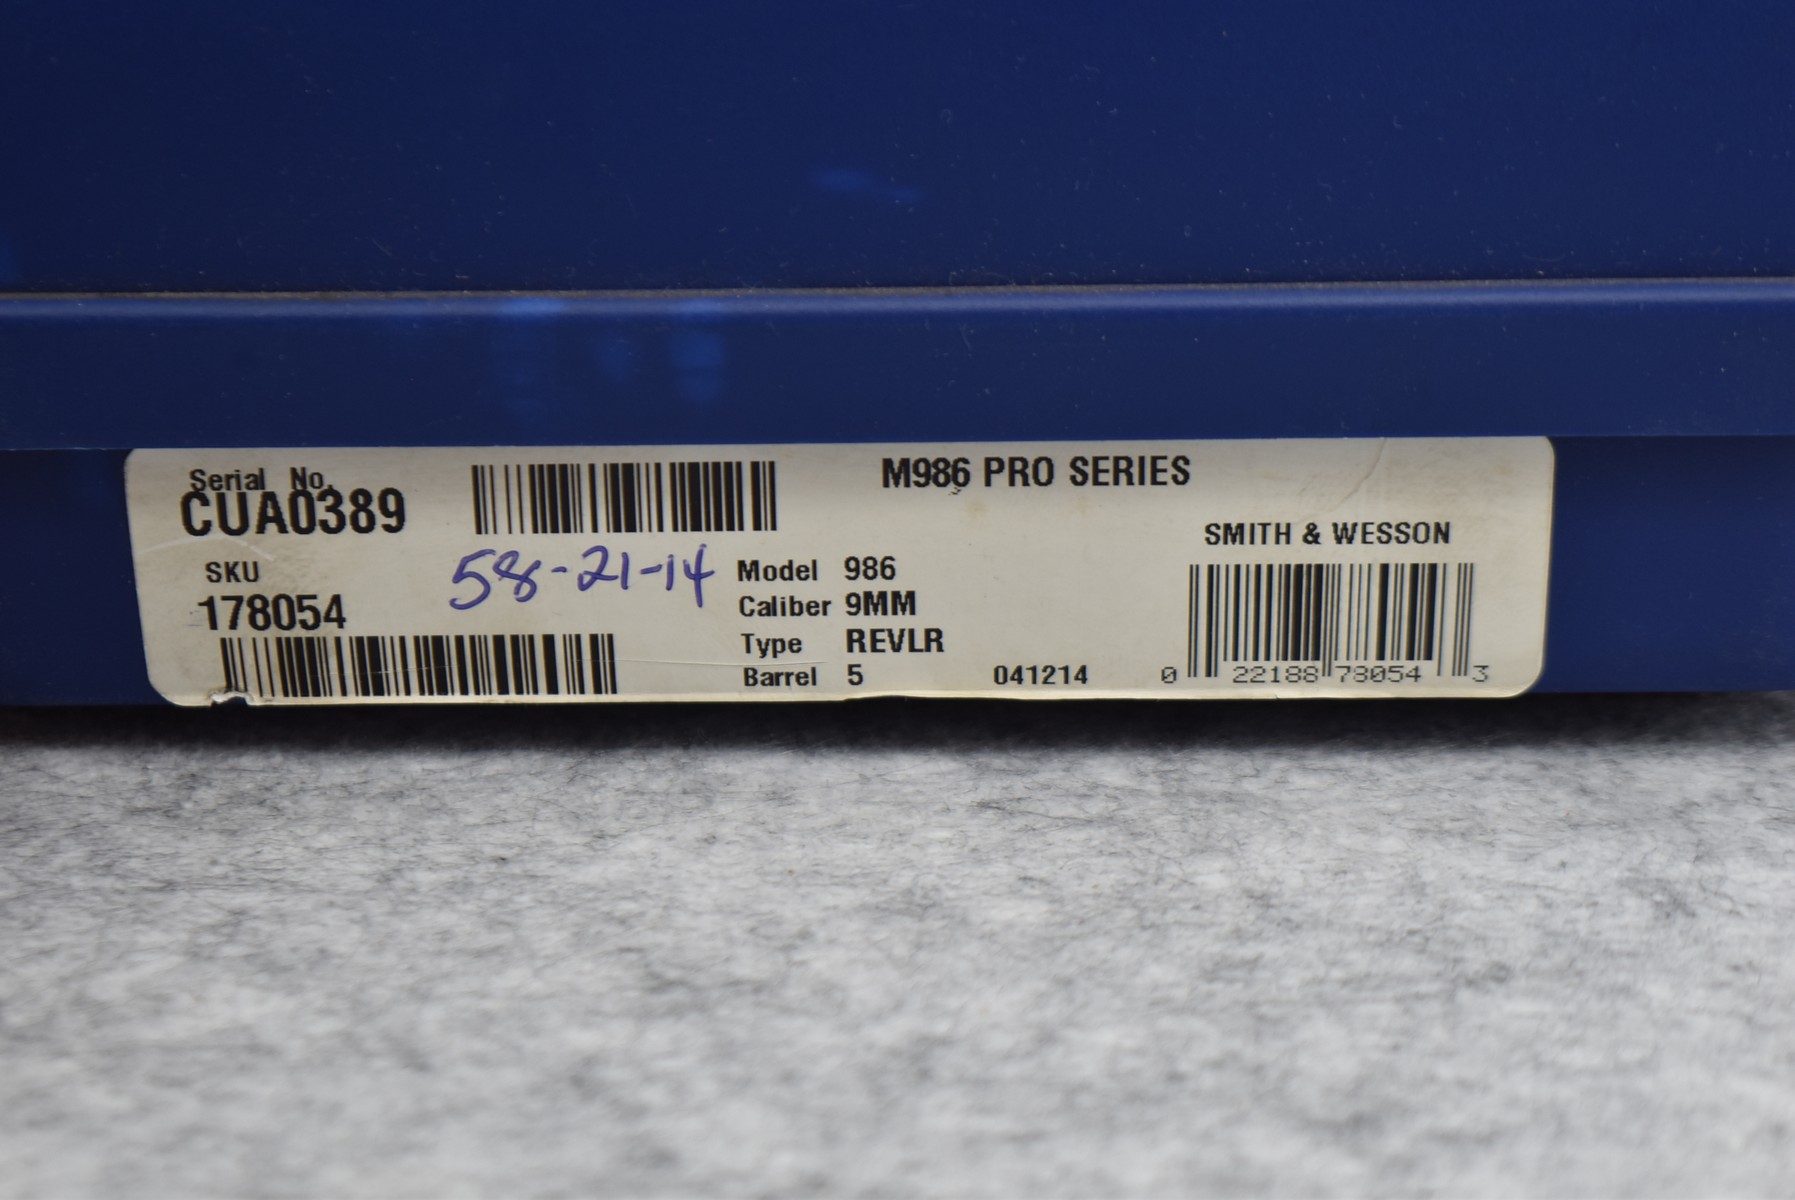 Serial No.
CUA0389
SKU
178054
58-21-14
M986 PRO SERIES
Model 986
Caliber 9MM
Type REVLR
Barrel 5
041214
SMITH & WESSON
0 22188 78054 3